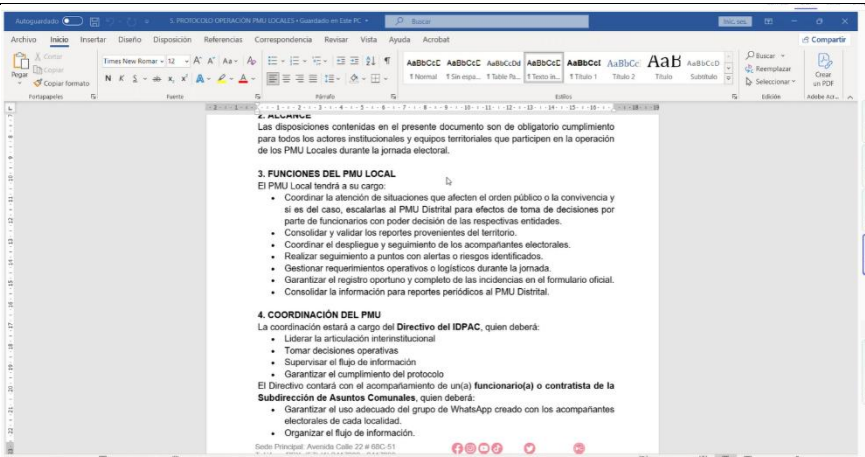 Autoguardado
5. PROTOCOLO OPERACIÓN PMU LOCALES • Guardado en Este PC
Buscar
Inic. ses.
Archivo Inicio Insertar Diseño Disposición Referencias Correspondencia Revisar Vista Ayuda Acrobat
Compartir
Pegar
Cortar
Copiar
Copiar formato
Portapapeles
Times New Roman 12
N K S
Fuente
Párrafo
AaBbCcE AaBbCcE AaBbCcDd AaBbCcE AaBbCcI AaBbCc AaB AaBbCcD
¶ Normal ¶ Sin espa... ¶ Table Pa... ¶ Texto in... ¶ Título 1 Título 2 Título Subtítulo
Estilos
Buscar
Reemplazar
Seleccionar
Edición
Crear un PDF
Adobe Acr...
2. ALCANCE
Las disposiciones contenidas en el presente documento son de obligatorio cumplimiento
para todos los actores institucionales y equipos territoriales que participen en la operación
de los PMU Locales durante la jornada electoral.
3. FUNCIONES DEL PMU LOCAL
El PMU Local tendrá a su cargo:
• Coordinar la atención de situaciones que afecten el orden público o la convivencia y
si es del caso, escalarlas al PMU Distrital para efectos de toma de decisiones por
parte de funcionarios con poder decisión de las respectivas entidades.
• Consolidar y validar los reportes provenientes del territorio.
• Coordinar el despliegue y seguimiento de los acompañantes electorales.
• Realizar seguimiento a puntos con alertas o riesgos identificados.
• Gestionar requerimientos operativos o logísticos durante la jornada.
• Garantizar el registro oportuno y completo de las incidencias en el formulario oficial.
• Consolidar la información para reportes periódicos al PMU Distrital.
4. COORDINACIÓN DEL PMU
La coordinación estará a cargo del Directivo del IDPAC, quien deberá:
• Liderar la articulación interinstitucional
• Tomar decisiones operativas
• Supervisar el flujo de información
• Garantizar el cumplimiento del protocolo
El Directivo contará con el acompañamiento de un(a) funcionario(a) o contratista de la
Subdirección de Asuntos Comunales, quien deberá:
• Garantizar el uso adecuado del grupo de WhatsApp creado con los acompañantes
electorales de cada localidad.
• Organizar el flujo de información.
Sede Principal: Avenida Calle 22 # 68C-51